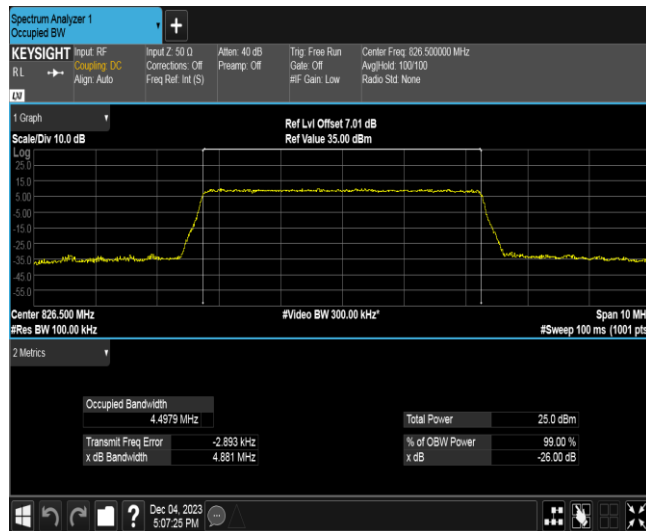 Spectrum Analyzer 1
Occupied BW
KEYSIGHT
RL
LXI
Input: RF
Coupling: DC
Align: Auto
Input Z: 50 Ω
Corrections: Off
Freq Ref: Int (S)
Atten: 40 dB
Preamp: Off
Trig: Free Run
Gate: Off
#IF Gain: Low
Center Freq: 826.500000 MHz
Avg|Hold: 100/100
Radio Std: None
1 Graph
Scale/Div 10.0 dB
Ref Lvl Offset 7.01 dB
Ref Value 35.00 dBm
Log
25.0
15.0
5.00
-5.00
-15.0
-25.0
-35.0
-45.0
-55.0
Center 826.500 MHz
#Res BW 100.00 kHz
#Video BW 300.00 kHz*
Span 10 MH
#Sweep 100 ms (1001 pts
2 Metrics
Occupied Bandwidth
4.4979 MHz
Transmit Freq Error -2.893 kHz
x dB Bandwidth 4.881 MHz
Total Power 25.0 dBm
% of OBW Power 99.00 %
x dB -26.00 dB
?
Dec 04, 2023
5:07:25 PM